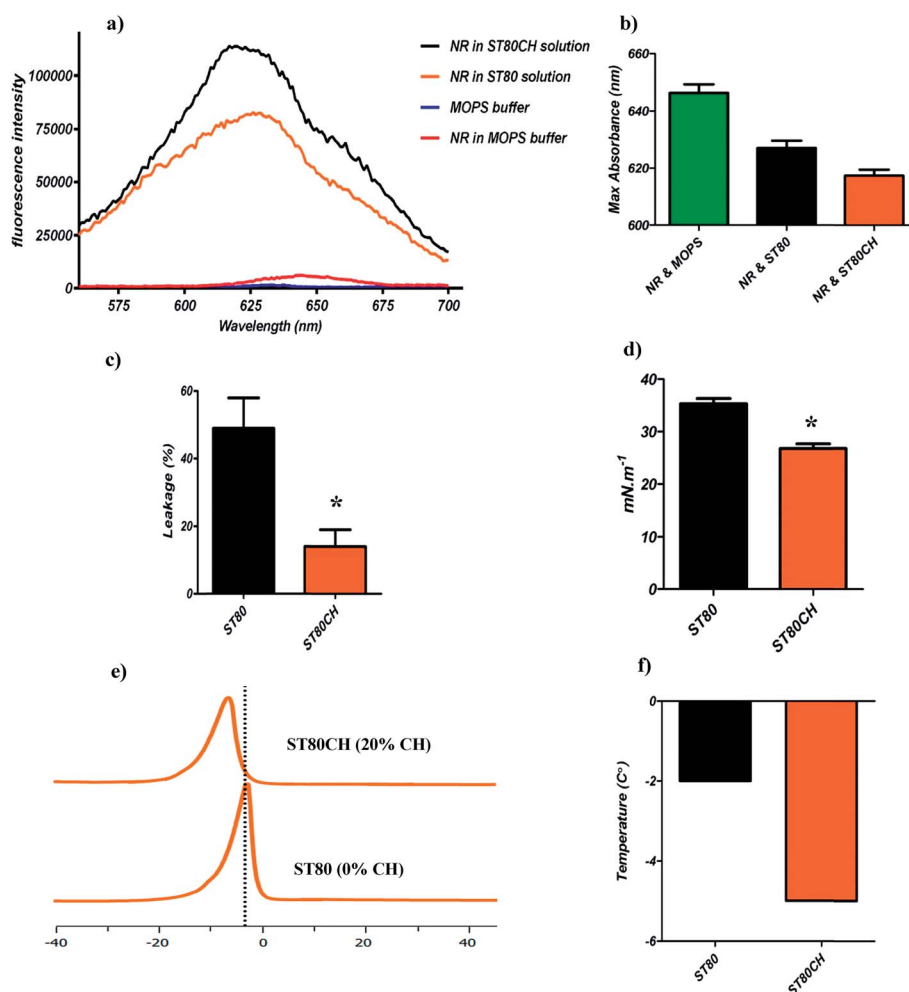 a)
NR in ST80CH solution
NR in ST80 solution
MOPS buffer
NR in MOPS buffer
fluorescence intensity
100000
75000
50000
25000
0
575 600 625 650 675 700
Wavelength (nm)
b)
Max Absorbance (nm)
660
640
620
600
NR & MOPS
NR & ST80
NR & ST80CH
c)
Leakage (%)
60
40
20
0
*
ST80
ST80CH
d)
mN.m-1
40
30
20
10
0
*
ST80
ST80CH
e)
ST80CH (20% CH)
ST80 (0% CH)
-40 -20 0 20 40
f)
Temperature (C°)
0
-2
-4
-6
ST80
ST80CH